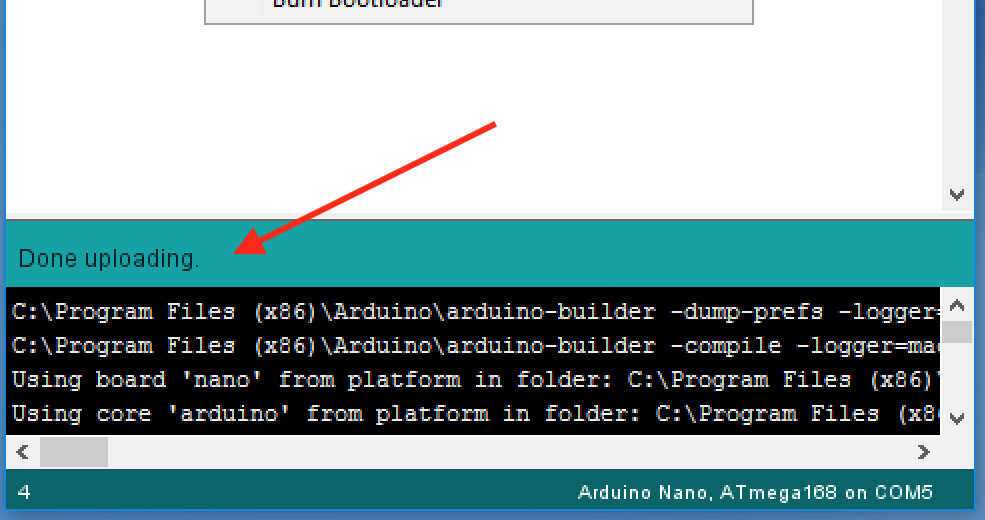 Burn Bootloader
Done uploading.
C:\Program Files (x86)\Arduino\arduino-builder -dump-prefs -logger=
C:\Program Files (x86)\Arduino\arduino-builder -compile -logger=mac
Using board 'nano' from platform in folder: C:\Program Files (x86)\
Using core 'arduino' from platform in folder: C:\Program Files (x8
4
Arduino Nano, ATmega168 on COM5